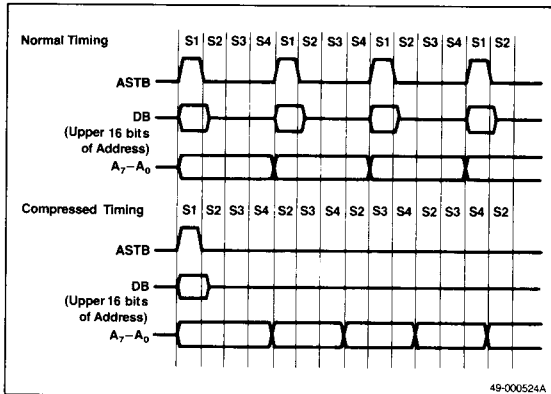 Normal Timing S1 S2 S3 S4 S1 S2 S3 S4 S1 S2 S3 S4 S1 S2
ASTB
DB
(Upper 16 bits
of Address)
A7–A0
Compressed Timing S1 S2 S3 S4 S2 S3 S4 S2 S3 S4 S2 S3 S4 S2
ASTB
DB
(Upper 16 bits
of Address)
A7–A0
49-000524A